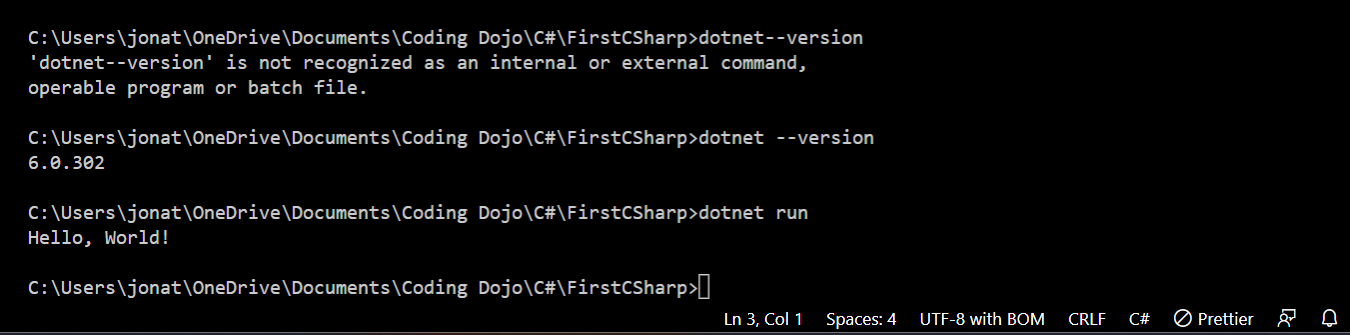 C:\Users\jonat\OneDrive\Documents\Coding Dojo\C#\FirstCSharp>dotnet--version
'dotnet--version' is not recognized as an internal or external command,
operable program or batch file.
C:\Users\jonat\OneDrive\Documents\Coding Dojo\C#\FirstCSharp>dotnet --version
6.0.302
C:\Users\jonat\OneDrive\Documents\Coding Dojo\C#\FirstCSharp>dotnet run
Hello, World!
C:\Users\jonat\OneDrive\Documents\Coding Dojo\C#\FirstCSharp>
Ln 3, Col 1 Spaces: 4 UTF-8 with BOM CRLF C# Prettier